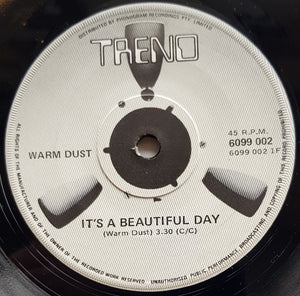 DISTRIBUTED BY PHONOGRAM RECORDINGS PTY. LIMITED
TREND
45 R.P.M.
6099 002
6099 002 1F
WARM DUST
IT'S A BEAUTIFUL DAY
(Warm Dust) 3.30 (C/C)
ALL RIGHTS OF THE MANUFACTURER AND OF THE OWNER OF THE RECORDED WORK RESERVED UNAUTHORISED PUBLIC PERFORMANCE, BROADCASTING AND COPYING OF THIS RECORD PROHIBITED